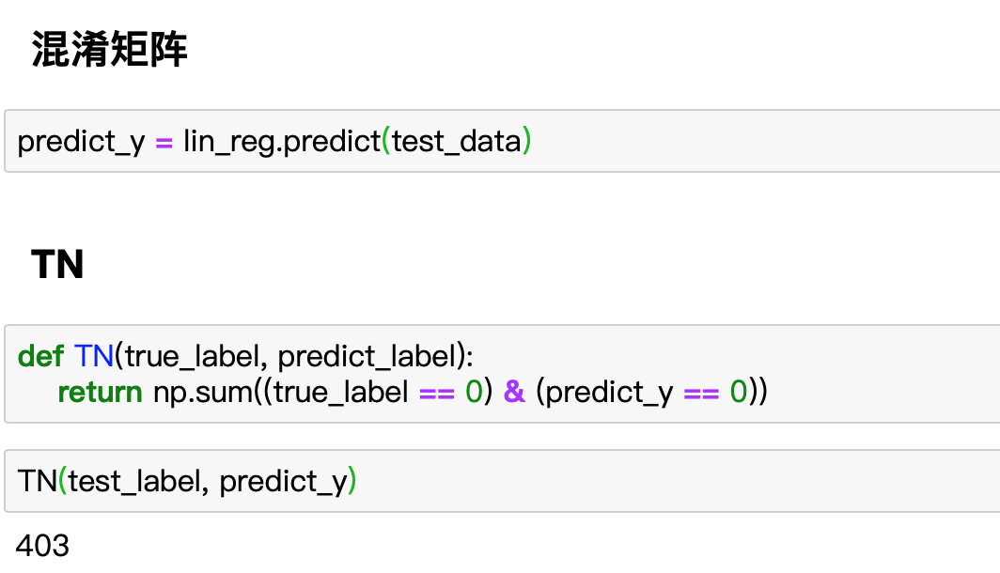 混淆矩阵
predict_y = lin_reg.predict(test_data)
TN
def TN(true_label, predict_label):
    return np.sum((true_label == 0) & (predict_y == 0))
TN(test_label, predict_y)
403